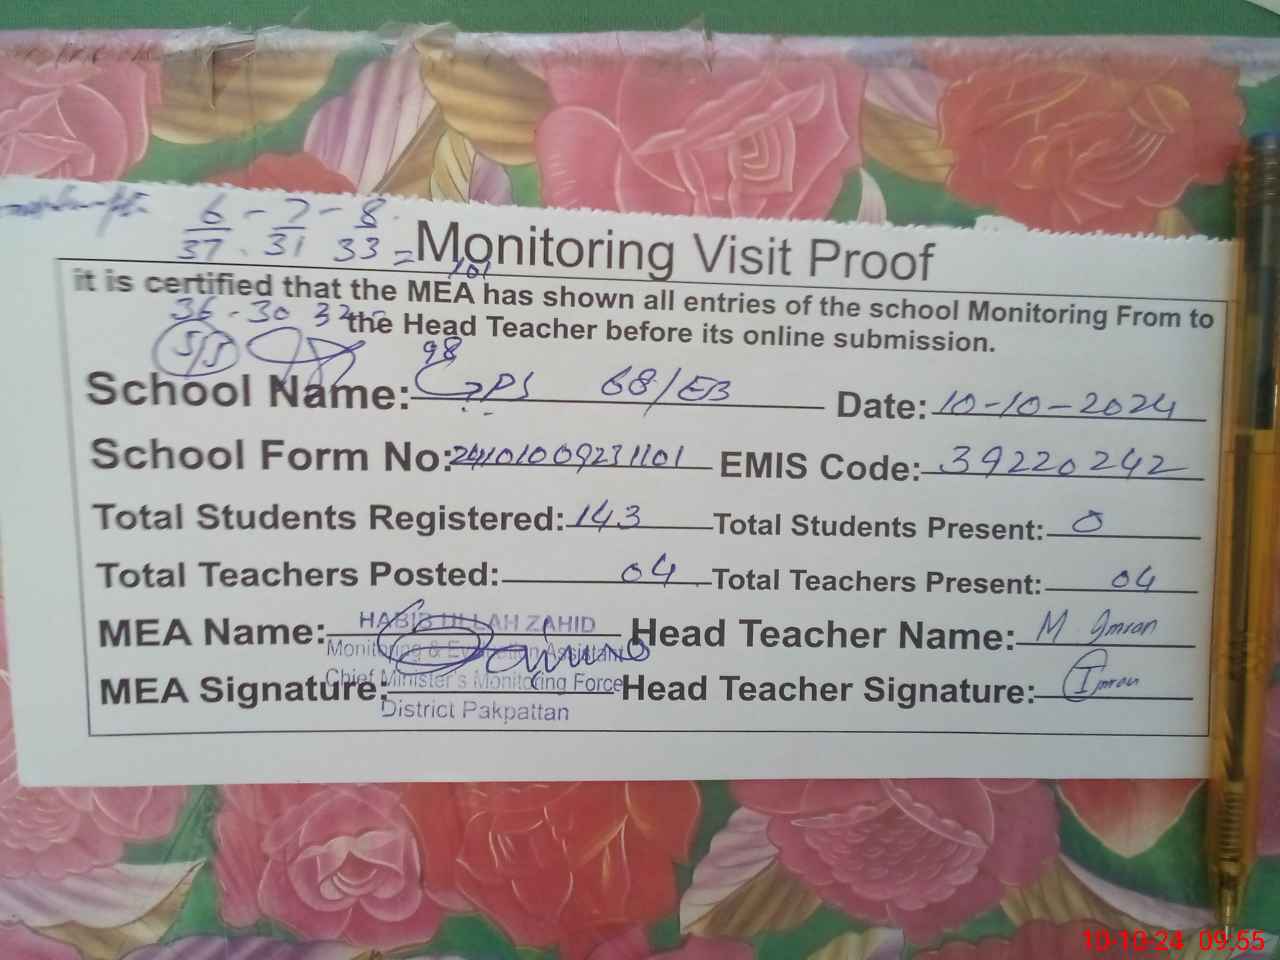 6 - 7 - 8
37 . 31 33 = 101
Monitoring Visit Proof
it is certified that the MEA has shown all entries of the school Monitoring From to
the Head Teacher before its online submission.
36 - 30 32 =
98
School Name: GPS 68/EB Date: 10-10-2024
School Form No: EMIS Code: 39220242
Total Students Registered: 143 Total Students Present: 0
Total Teachers Posted: 04 Total Teachers Present: 04
MEA Name: HABIB ULLAH ZAHID Head Teacher Name: M. Imran
Monitoring & Evaluation Assistant
MEA Signature: Chief Minister's Monitoring Force Head Teacher Signature: Imran
District Pakpattan
10-10-24 09:55